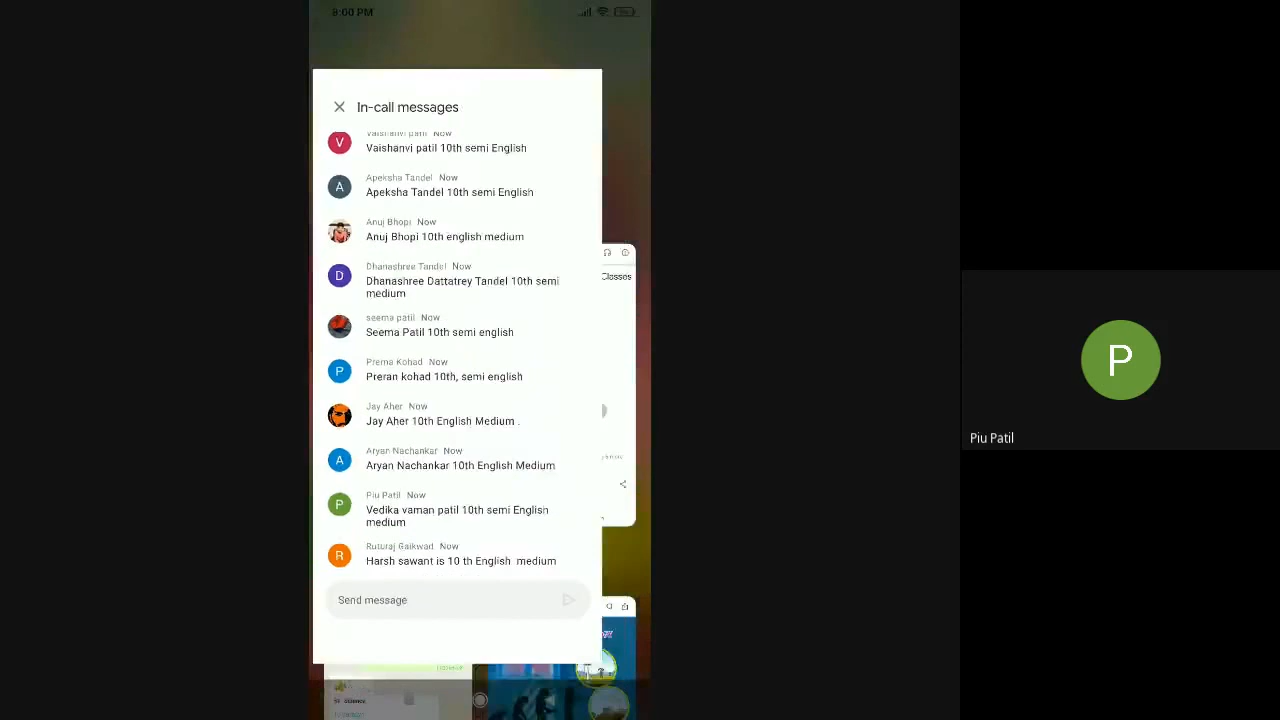 9:00 PM
In-call messages
V
Vaishanvi patil Now
Vaishanvi patil 10th semi English
A
Apeksha Tandel Now
Apeksha Tandel 10th semi English
Anuj Bhopi Now
Anuj Bhopi 10th english medium
D
Dhanashree Tandel Now
Dhanashree Dattatrey Tandel 10th semi
medium
seema patil Now
Seema Patil 10th semi english
P
Prema Kohad Now
Preran kohad 10th, semi english
Jay Aher Now
Jay Aher 10th English Medium .
A
Aryan Nachankar Now
Aryan Nachankar 10th English Medium
P
Piu Patil Now
Vedika vaman patil 10th semi English
medium
R
Ruturaj Gaikwad Now
Harsh sawant is 10 th English medium
Send message
Classes
P
Piu Patil